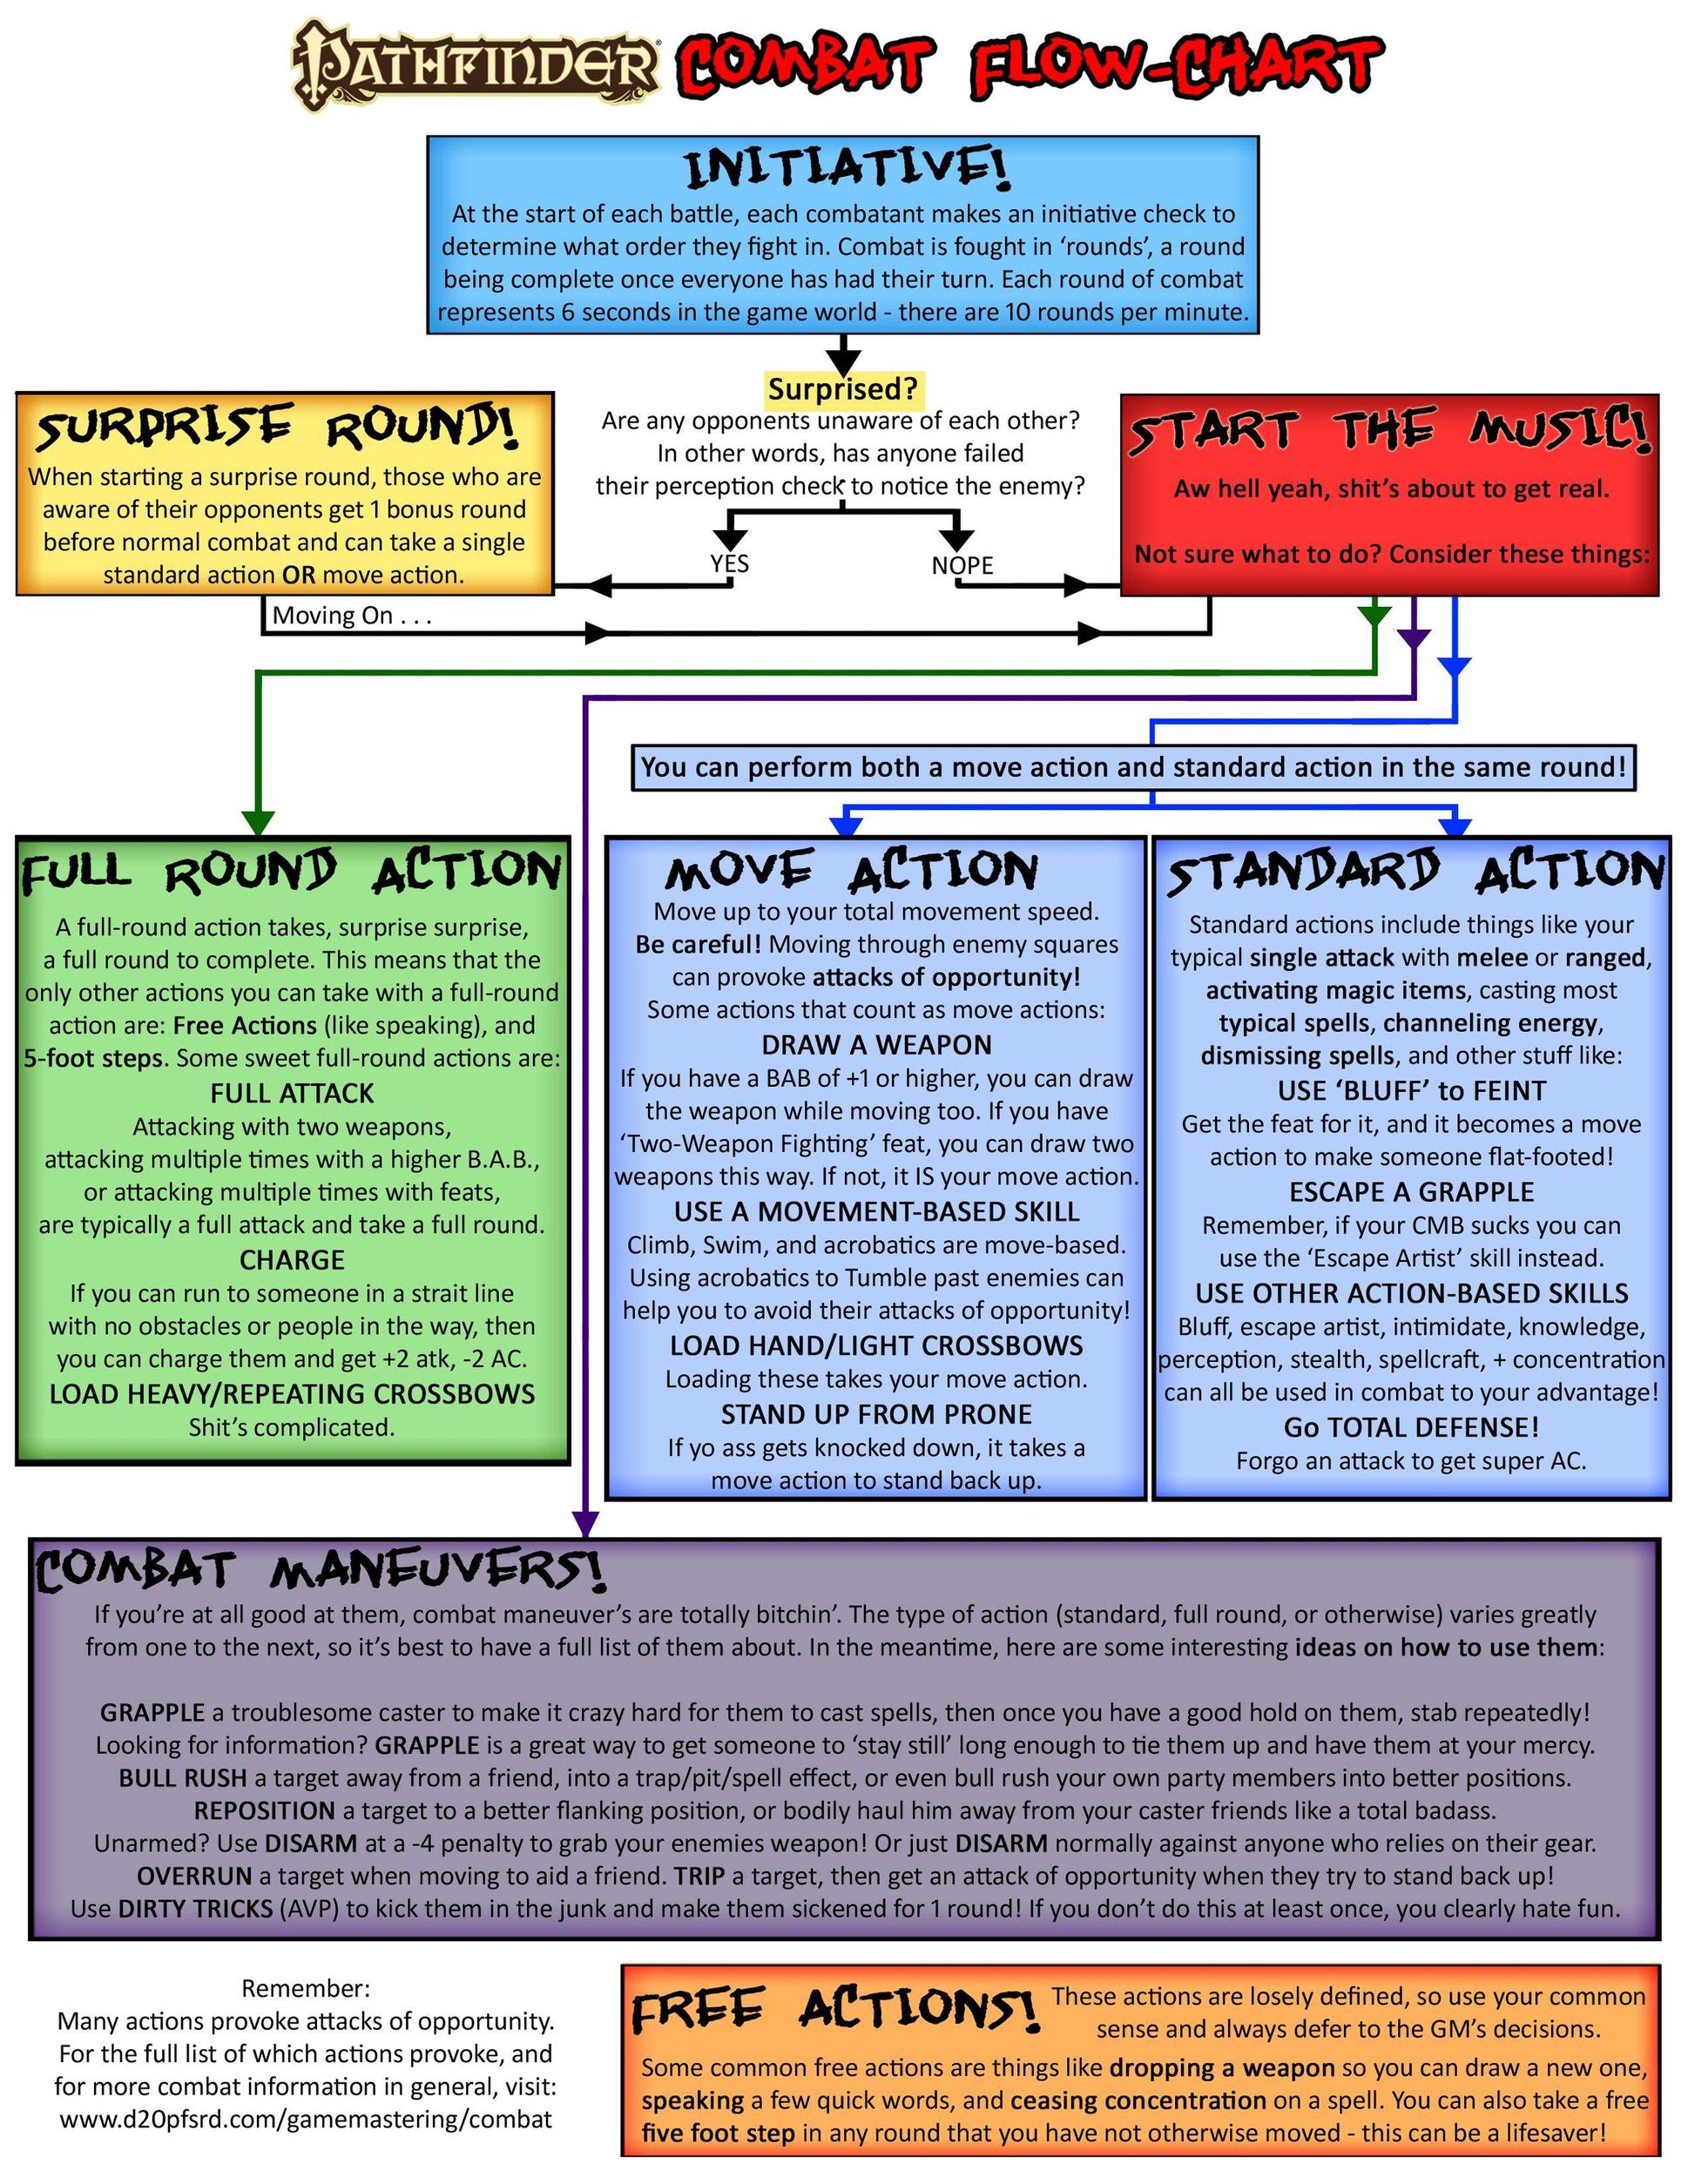 PATHFINDER COMBAT FLOW-CHART
INITIATIVE!
At the start of each battle, each combatant makes an initiative check to
determine what order they fight in. Combat is fought in ‘rounds’, a round
being complete once everyone has had their turn. Each round of combat
represents 6 seconds in the game world - there are 10 rounds per minute.
Surprised?
Are any opponents unaware of each other?
In other words, has anyone failed
their perception check to notice the enemy?
YES
NOPE
SURPRISE ROUND!
When starting a surprise round, those who are
aware of their opponents get 1 bonus round
before normal combat and can take a single
standard action OR move action.
Moving On . . .
START THE MUSIC!
Aw hell yeah, shit’s about to get real.
Not sure what to do? Consider these things:
You can perform both a move action and standard action in the same round!
FULL ROUND ACTION
A full-round action takes, surprise surprise,
a full round to complete. This means that the
only other actions you can take with a full-round
action are: Free Actions (like speaking), and
5-foot steps. Some sweet full-round actions are:
FULL ATTACK
Attacking with two weapons,
attacking multiple times with a higher B.A.B.,
or attacking multiple times with feats,
are typically a full attack and take a full round.
CHARGE
If you can run to someone in a strait line
with no obstacles or people in the way, then
you can charge them and get +2 atk, -2 AC.
LOAD HEAVY/REPEATING CROSSBOWS
Shit’s complicated.
MOVE ACTION
Move up to your total movement speed.
Be careful! Moving through enemy squares
can provoke attacks of opportunity!
Some actions that count as move actions:
DRAW A WEAPON
If you have a BAB of +1 or higher, you can draw
the weapon while moving too. If you have
‘Two-Weapon Fighting’ feat, you can draw two
weapons this way. If not, it IS your move action.
USE A MOVEMENT-BASED SKILL
Climb, Swim, and acrobatics are move-based.
Using acrobatics to Tumble past enemies can
help you to avoid their attacks of opportunity!
LOAD HAND/LIGHT CROSSBOWS
Loading these takes your move action.
STAND UP FROM PRONE
If yo ass gets knocked down, it takes a
move action to stand back up.
STANDARD ACTION
Standard actions include things like your
typical single attack with melee or ranged,
activating magic items, casting most
typical spells, channeling energy,
dismissing spells, and other stuff like:
USE ‘BLUFF’ to FEINT
Get the feat for it, and it becomes a move
action to make someone flat-footed!
ESCAPE A GRAPPLE
Remember, if your CMB sucks you can
use the ‘Escape Artist’ skill instead.
USE OTHER ACTION-BASED SKILLS
Bluff, escape artist, intimidate, knowledge,
perception, stealth, spellcraft, + concentration
can all be used in combat to your advantage!
Go TOTAL DEFENSE!
Forgo an attack to get super AC.
COMBAT MANEUVERS!
If you’re at all good at them, combat maneuver’s are totally bitchin’. The type of action (standard, full round, or otherwise) varies greatly
from one to the next, so it’s best to have a full list of them about. In the meantime, here are some interesting ideas on how to use them:
GRAPPLE a troublesome caster to make it crazy hard for them to cast spells, then once you have a good hold on them, stab repeatedly!
Looking for information? GRAPPLE is a great way to get someone to ‘stay still’ long enough to tie them up and have them at your mercy.
BULL RUSH a target away from a friend, into a trap/pit/spell effect, or even bull rush your own party members into better positions.
REPOSITION a target to a better flanking position, or bodily haul him away from your caster friends like a total badass.
Unarmed? Use DISARM at a -4 penalty to grab your enemies weapon! Or just DISARM normally against anyone who relies on their gear.
OVERRUN a target when moving to aid a friend. TRIP a target, then get an attack of opportunity when they try to stand back up!
Use DIRTY TRICKS (AVP) to kick them in the junk and make them sickened for 1 round! If you don’t do this at least once, you clearly hate fun.
Remember:
Many actions provoke attacks of opportunity.
For the full list of which actions provoke, and
for more combat information in general, visit:
www.d20pfsrd.com/gamemastering/combat
FREE ACTIONS!
These actions are losely defined, so use your common
sense and always defer to the GM’s decisions.
Some common free actions are things like dropping a weapon so you can draw a new one,
speaking a few quick words, and ceasing concentration on a spell. You can also take a free
five foot step in any round that you have not otherwise moved - this can be a lifesaver!